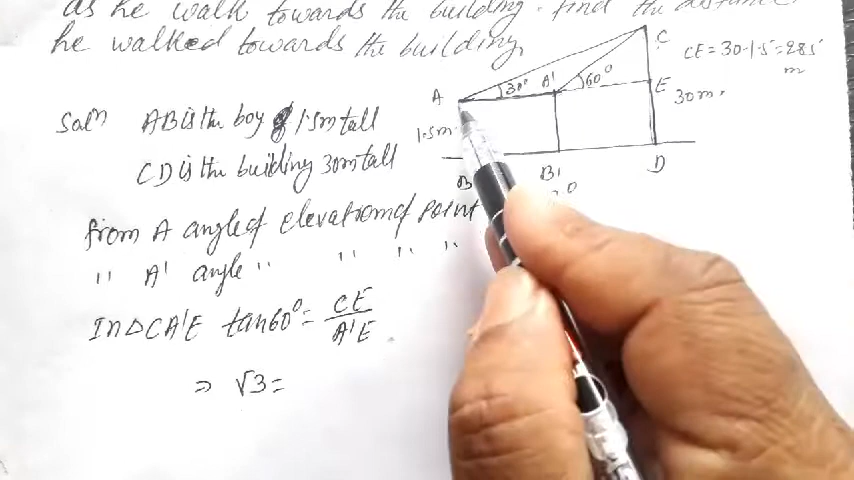 as he walk towards the building. find the distance
he walked towards the building.
Soln AB is the boy 1.5m tall
CD is the building 30m tall
from A angle of elevation of point
" A' angle " " " "
In△CA'E tan60°= CE/A'E
⇒ √3=
C
CE=30-1.5=28.5
m
A
30°
A'
60°
E
30m.
1.5m.
B
B'
D